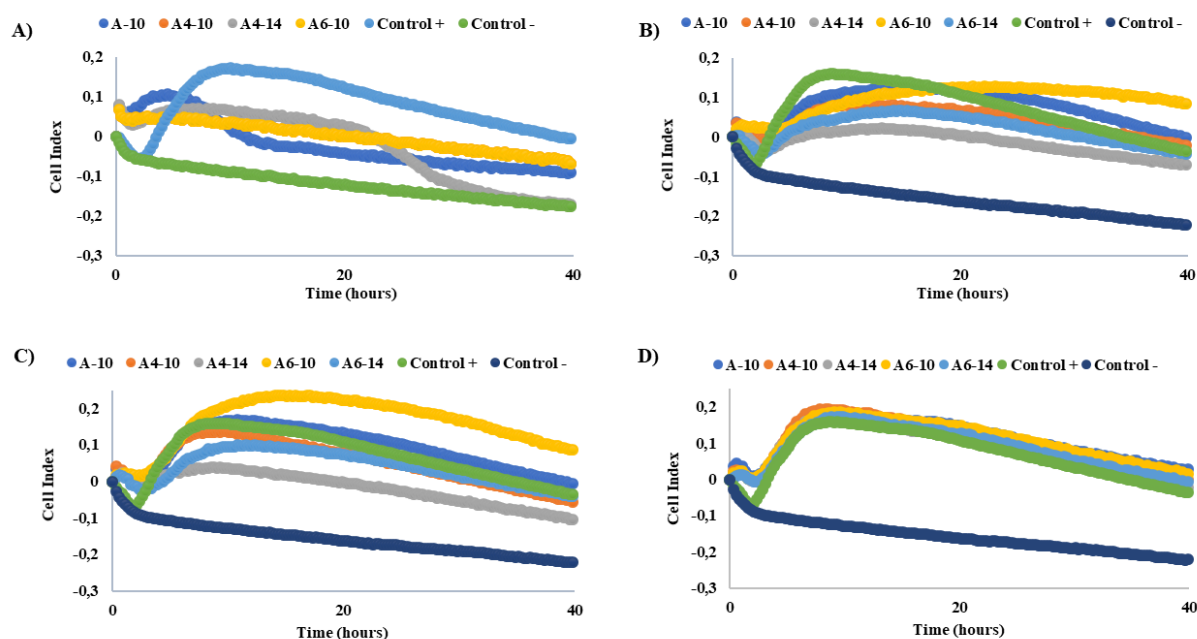 A)
A-10 A4-10 A4-14 A6-10 Control + Control -
0,2
0,1
0
-0,1
-0,2
-0,3
Cell Index
0 20 40
Time (hours)
B)
A-10 A4-10 A4-14 A6-10 A6-14 Control + Control -
0,2
0,1
0
-0,1
-0,2
-0,3
Cell Index
0 20 40
Time (hours)
C)
A-10 A4-10 A4-14 A6-10 A6-14 Control + Control -
0,2
0,1
0
-0,1
-0,2
-0,3
Cell Index
0 20 40
Time (hours)
D)
A-10 A4-10 A4-14 A6-10 A6-14 Control + Control -
0,2
0,1
0
-0,1
-0,2
-0,3
Cell Index
0 20 40
Time (hours)